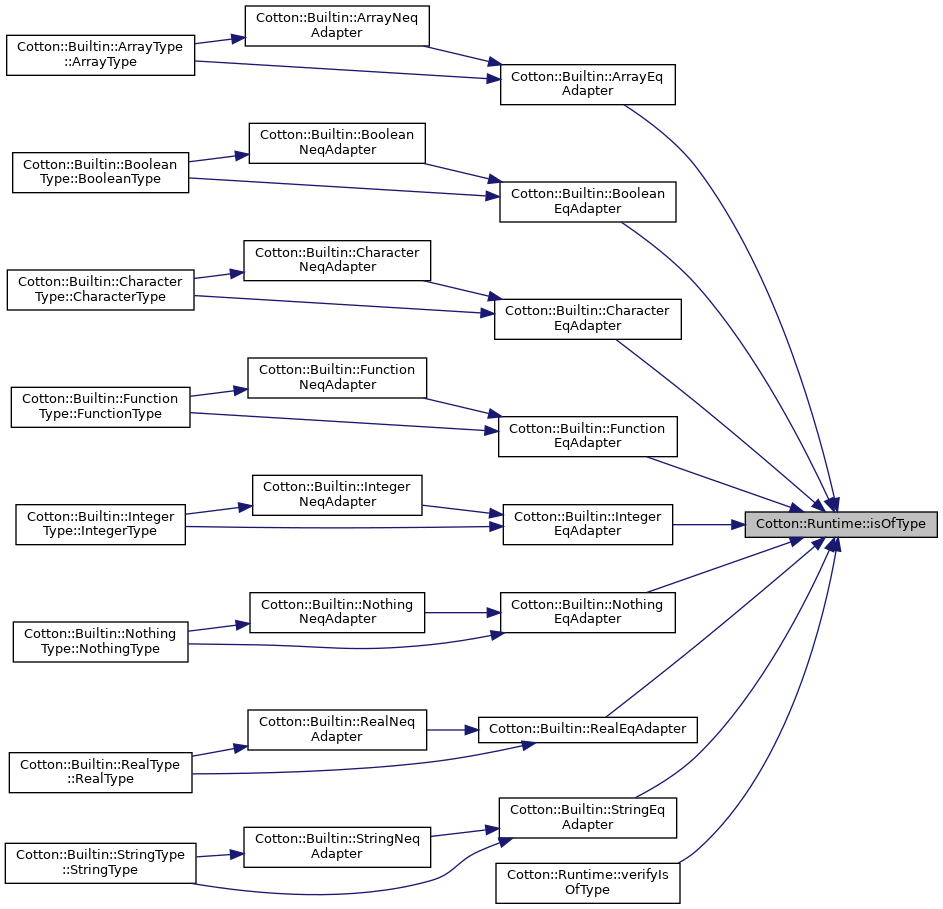 Cotton::Builtin::ArrayNeq
Adapter
Cotton::Builtin::ArrayType
::ArrayType
Cotton::Builtin::ArrayEq
Adapter
Cotton::Builtin::Boolean
NeqAdapter
Cotton::Builtin::Boolean
Type::BooleanType
Cotton::Builtin::Boolean
EqAdapter
Cotton::Builtin::Character
NeqAdapter
Cotton::Builtin::Character
Type::CharacterType
Cotton::Builtin::Character
EqAdapter
Cotton::Builtin::Function
NeqAdapter
Cotton::Builtin::Function
Type::FunctionType
Cotton::Builtin::Function
EqAdapter
Cotton::Builtin::Integer
NeqAdapter
Cotton::Builtin::Integer
Type::IntegerType
Cotton::Builtin::Integer
EqAdapter
Cotton::Runtime::isOfType
Cotton::Builtin::Nothing
NeqAdapter
Cotton::Builtin::Nothing
EqAdapter
Cotton::Builtin::Nothing
Type::NothingType
Cotton::Builtin::RealNeq
Adapter
Cotton::Builtin::RealEqAdapter
Cotton::Builtin::RealType
::RealType
Cotton::Builtin::StringEq
Adapter
Cotton::Builtin::StringNeq
Adapter
Cotton::Builtin::StringType
::StringType
Cotton::Runtime::verifyIs
OfType